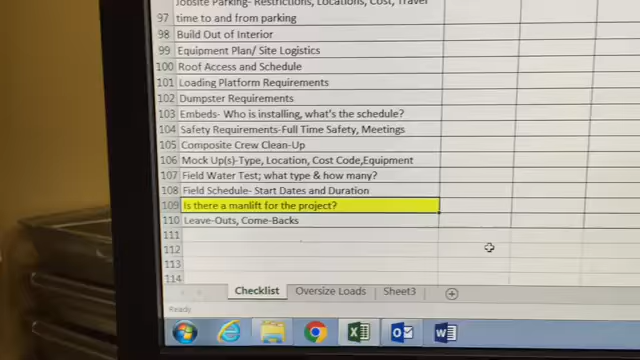 Jobsite Parking- Restrictions, Locations, Cost, Travel
97 time to and from parking
98 Build Out of Interior
99 Equipment Plan/ Site Logistics
100 Roof Access and Schedule
101 Loading Platform Requirements
102 Dumpster Requirements
103 Embeds- Who is installing, what's the schedule?
104 Safety Requirements-Full Time Safety, Meetings
105 Composite Crew Clean-Up
106 Mock Up(s)-Type, Location, Cost Code,Equipment
107 Field Water Test; what type & how many?
108 Field Schedule- Start Dates and Duration
109 Is there a manlift for the project?
110 Leave-Outs, Come-Backs
111
112
113
114
Checklist Oversize Loads Sheet3
Ready